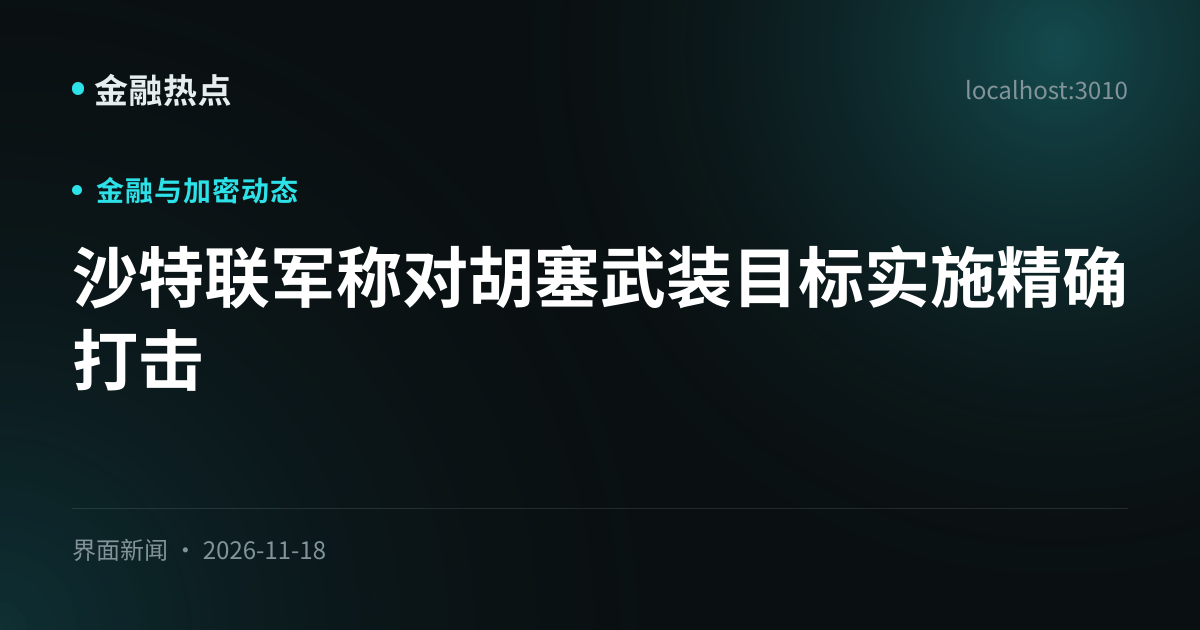 金融热点
localhost:3010
金融与加密动态
沙特联军称对胡塞武装目标实施精确
打击
界面新闻 • 2026-11-18